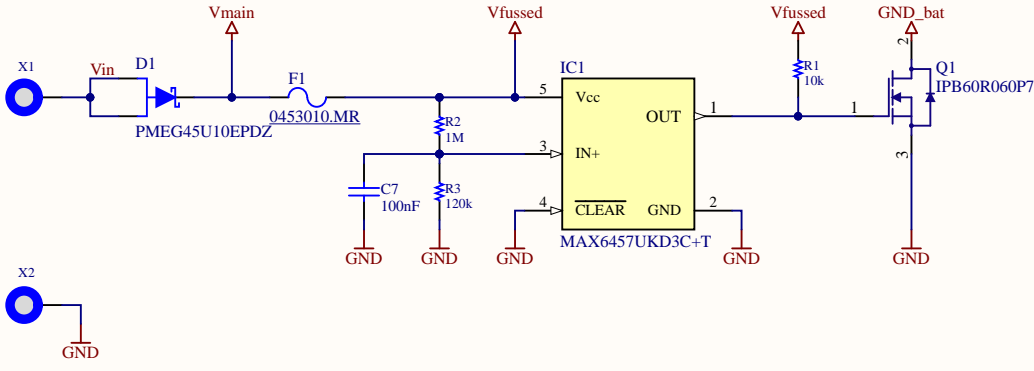 Vmain
Vfussed
Vfussed
GND_bat
X1
Vin
D1
PMEG45U10EPDZ
F1
0453010.MR
R2
1M
C7
100nF
R3
120k
IC1
5
Vcc
3
IN+
4
CLEAR
OUT
1
GND
2
MAX6457UKD3C+T
R1
10k
2
Q1
IPB60R060P7
1
3
GND
GND
GND
GND
GND
X2
GND